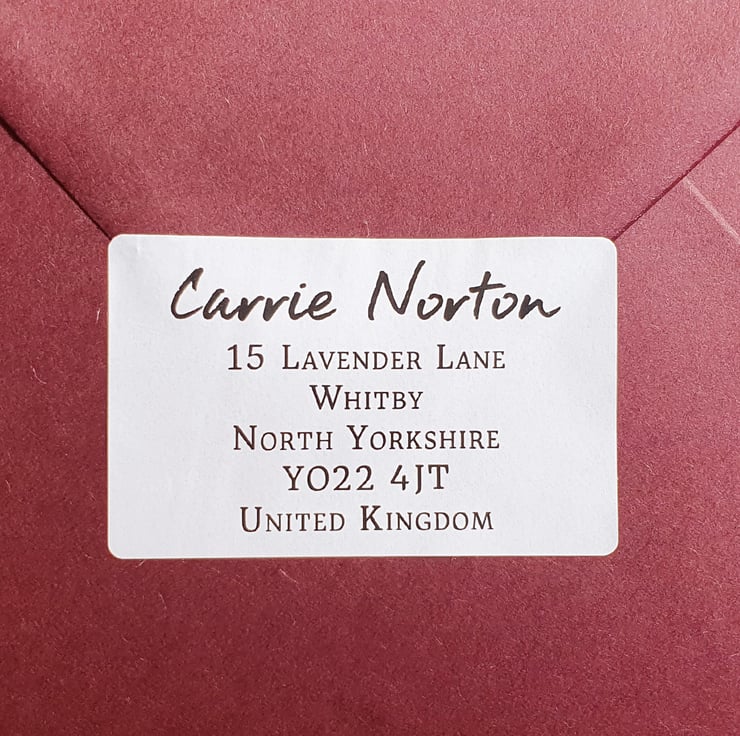 Carrie Norton
15 Lavender Lane
Whitby
North Yorkshire
YO22 4JT
United Kingdom